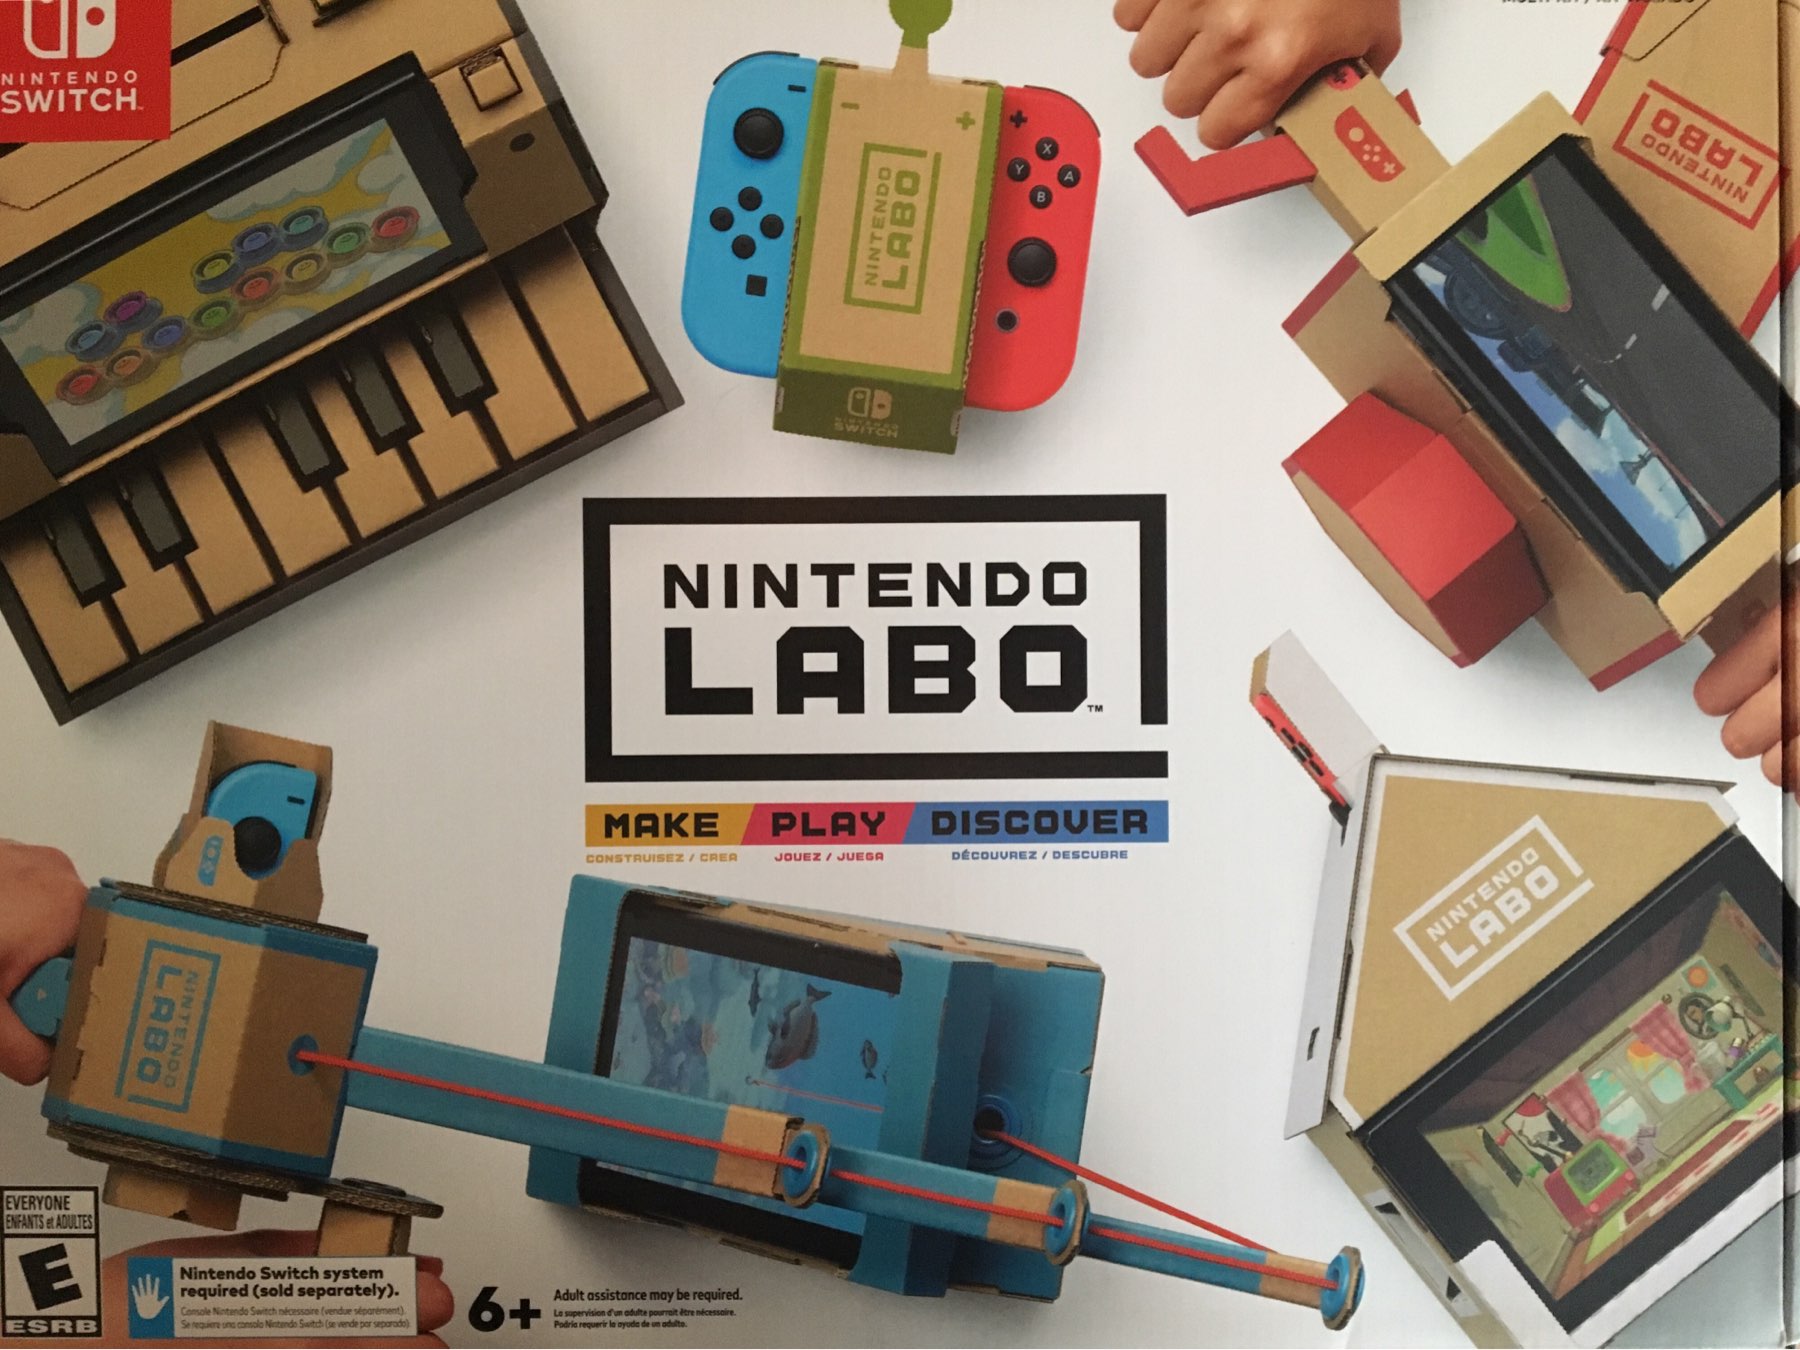 NINTENDO
SWITCH™
NINTENDO
LABO
NINTENDO
SWITCH
X
Y
A
B
NINTENDO
LABO
NINTENDO
LABO™
MAKE PLAY DISCOVER
CONSTRUISEZ / CREA JOUEZ / JUEGA DÉCOUVREZ / DESCUBRE
NINTENDO
LABO
NINTENDO
LABO
EVERYONE
ENFANTS et ADULTES
E
ESRB
Nintendo Switch system
required (sold separately).
Console Nintendo Switch nécessaire (vendue séparément).
Se requiere una consola Nintendo Switch (se vende por separado).
6+
Adult assistance may be required.
La supervision d'un adulte pourrait être nécessaire.
Podría requerir la ayuda de un adulto.